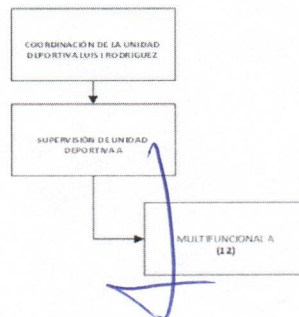 COORDINACIÓN DE LA UNIDAD
DEPORTIVA LUIS I RODRIGUEZ
SUPERVISIÓN DE UNIDAD
DEPORTIVA A
MULTIFUNCIONAL A
(12)